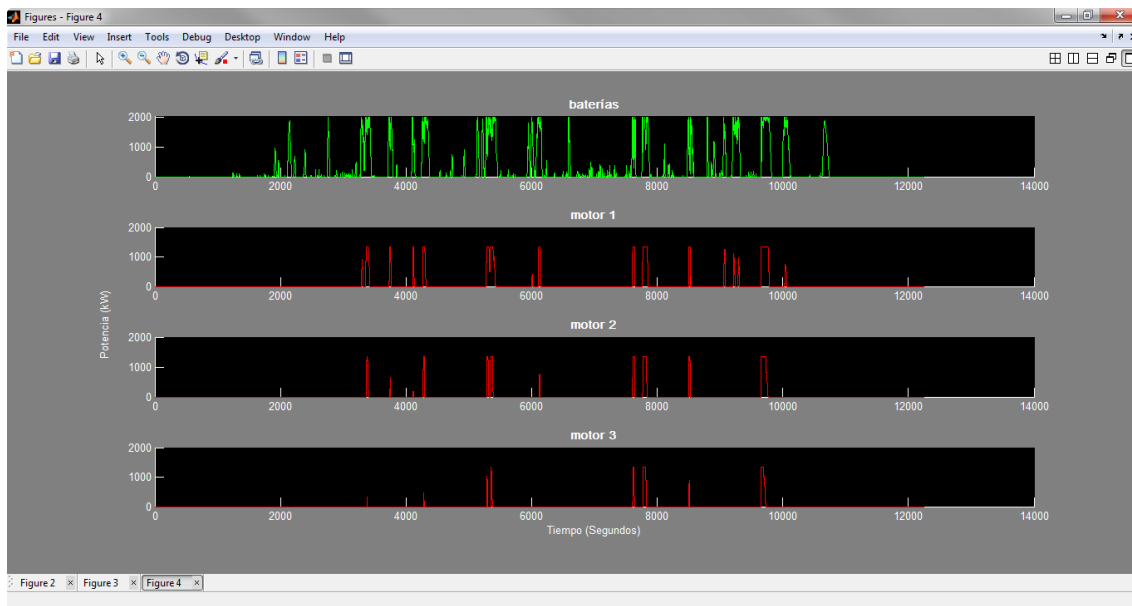 Figures - Figure 4
File Edit View Insert Tools Debug Desktop Window Help
baterías
2000
1000
0
0 2000 4000 6000 8000 10000 12000 14000
motor 1
2000
1000
0
0 2000 4000 6000 8000 10000 12000 14000
Potencia (kW)
motor 2
2000
1000
0
0 2000 4000 6000 8000 10000 12000 14000
motor 3
2000
1000
0
0 2000 4000 6000 8000 10000 12000 14000
Tiempo (Segundos)
Figure 2 Figure 3 Figure 4